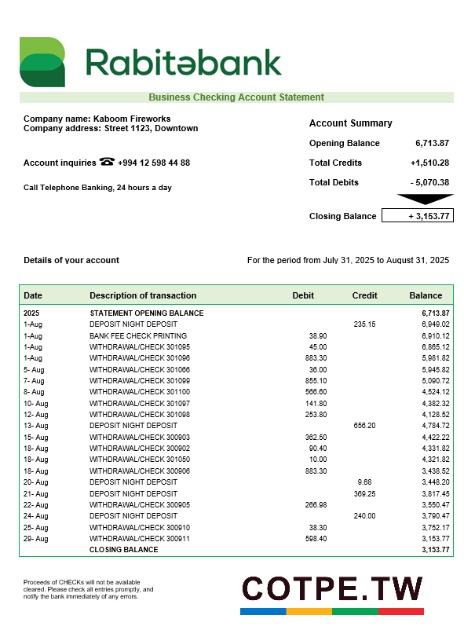 Rabitəbank
Business Checking Account Statement
Company name: Kaboom Fireworks
Company address: Street 1123, Downtown
Account inquiries ☎ +994 12 598 44 88
Call Telephone Banking, 24 hours a day
Account Summary
Opening Balance 6,713.87
Total Credits +1,510.28
Total Debits - 5,070.38
Closing Balance + 3,153.77
Details of your account For the period from July 31, 2025 to August 31, 2025
Date Description of transaction Debit Credit Balance
2025 STATEMENT OPENING BALANCE 6,713.87
1-Aug DEPOSIT NIGHT DEPOSIT 235.15 6,949.02
1-Aug BANK FEE CHECK PRINTING 38.90 6,910.12
1-Aug WITHDRAWAL/CHECK 301095 45.00 6,865.12
1-Aug WITHDRAWAL/CHECK 301096 883.30 5,981.82
5- Aug WITHDRAWAL/CHECK 301066 36.00 5,945.82
7- Aug WITHDRAWAL/CHECK 301099 855.10 5,090.72
8- Aug WITHDRAWAL/CHECK 301100 566.60 4,524.12
10- Aug WITHDRAWAL/CHECK 301097 141.80 4,382.32
12- Aug WITHDRAWAL/CHECK 301098 253.80 4,128.52
13- Aug DEPOSIT NIGHT DEPOSIT 656.20 4,784.72
15- Aug WITHDRAWAL/CHECK 300903 362.50 4,422.22
18- Aug WITHDRAWAL/CHECK 300902 90.40 4,331.82
18- Aug WITHDRAWAL/CHECK 301050 10.00 4,321.82
18- Aug WITHDRAWAL/CHECK 300906 883.30 3,438.52
20- Aug DEPOSIT NIGHT DEPOSIT 9.68 3,448.20
21- Aug DEPOSIT NIGHT DEPOSIT 369.25 3,817.45
22- Aug WITHDRAWAL/CHECK 300905 266.98 3,550.47
24- Aug DEPOSIT NIGHT DEPOSIT 240.00 3,790.47
25- Aug WITHDRAWAL/CHECK 300910 38.30 3,752.17
29- Aug WITHDRAWAL/CHECK 300911 598.40 3,153.77
CLOSING BALANCE 3,153.77
Proceeds of CHECKs will not be available
cleared. Please check all entries promptly, and
notify the bank immediately of any errors.
COTPE.TW